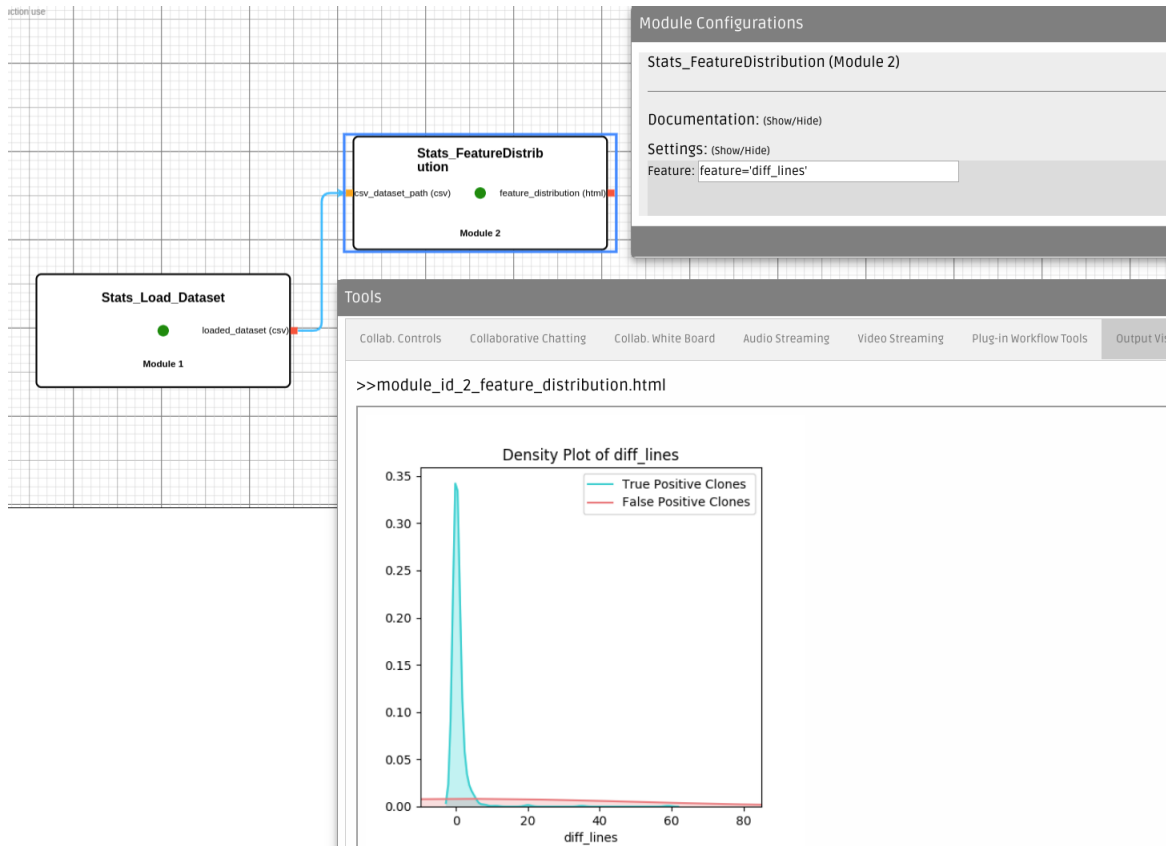 ction use
Module Configurations
Stats_FeatureDistribution (Module 2)
Documentation: (Show/Hide)
Settings: (Show/Hide)
Feature: feature='diff_lines'
Stats_FeatureDistrib
ution
csv_dataset_path (csv)
feature_distribution (html)
Module 2
Stats_Load_Dataset
loaded_dataset (csv)
Module 1
Tools
Collab. Controls
Collaborative Chatting
Collab. White Board
Audio Streaming
Video Streaming
Plug-in Workflow Tools
Output Vis
>>module_id_2_feature_distribution.html
Density Plot of diff_lines
True Positive Clones
False Positive Clones
0.35
0.30
0.25
0.20
0.15
0.10
0.05
0.00
0 20 40 60 80
diff_lines